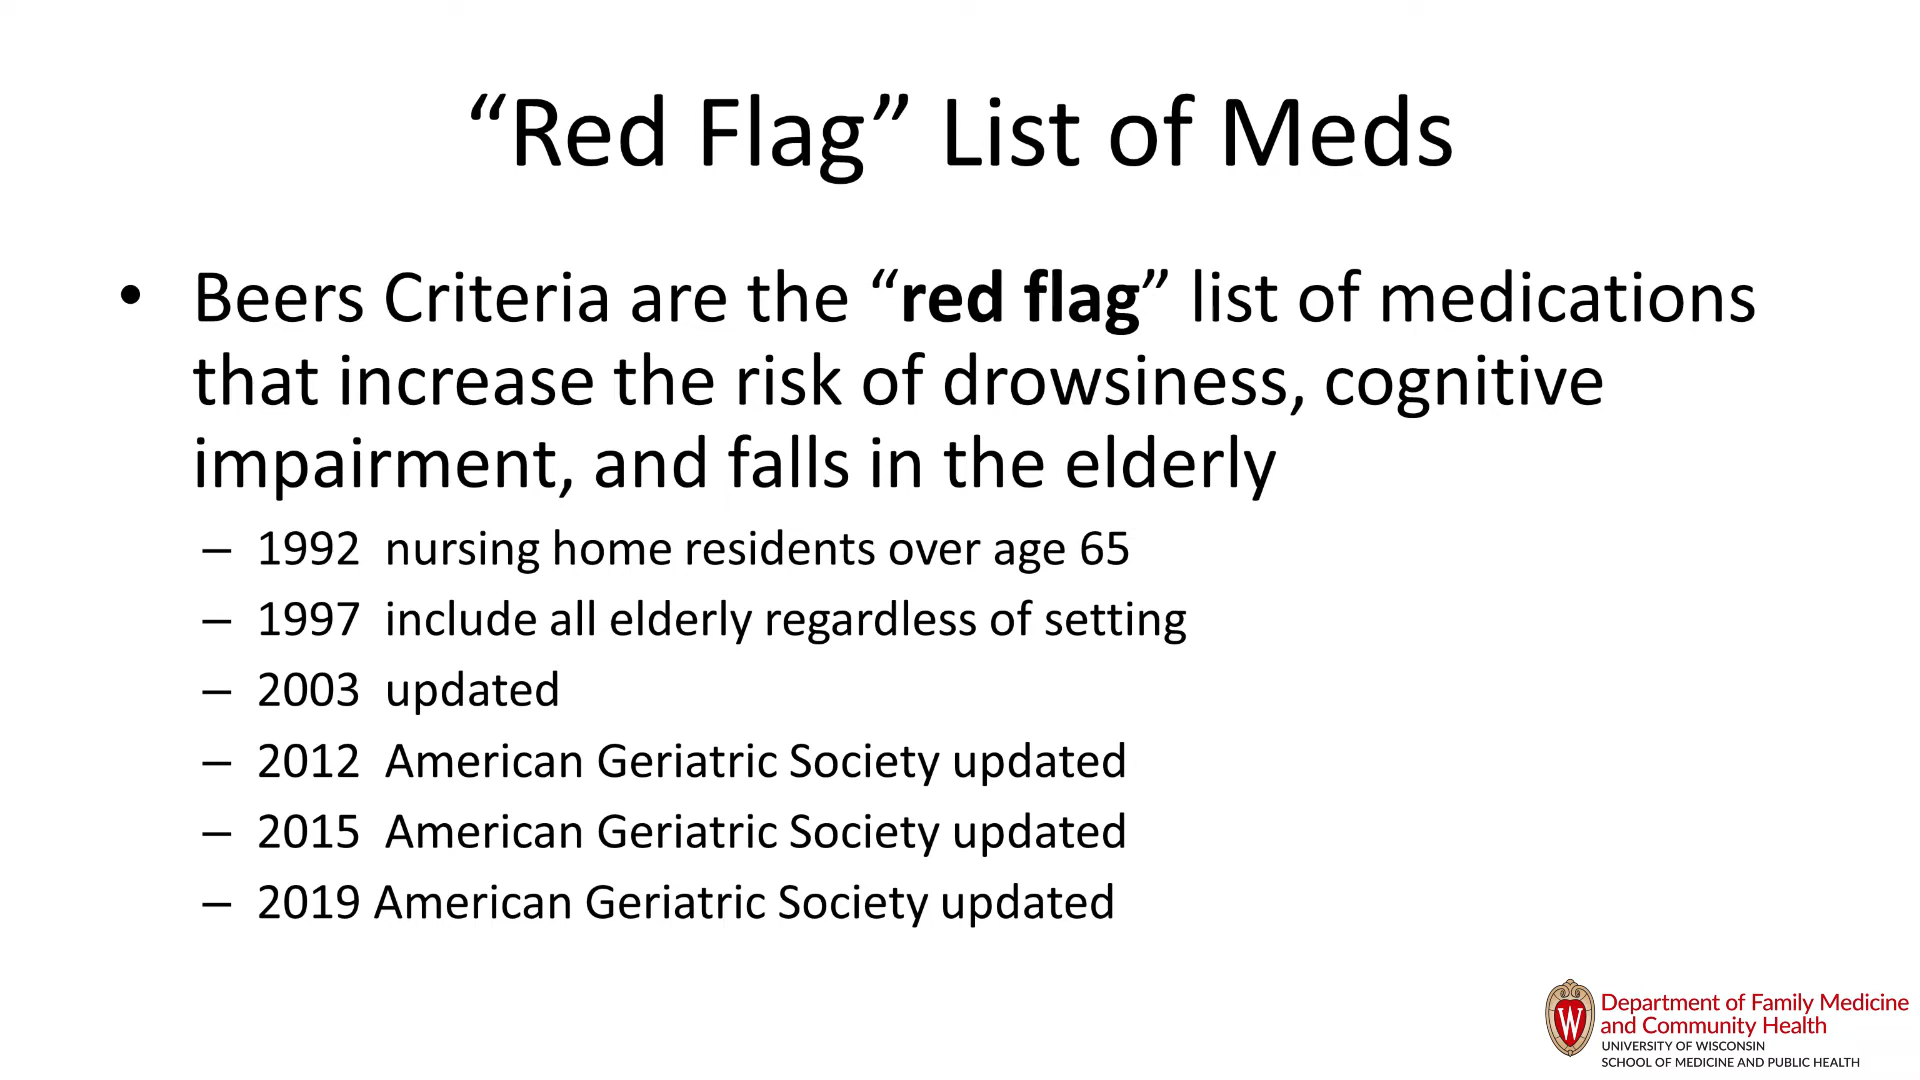 “Red Flag” List of Meds
• Beers Criteria are the “red flag” list of medications
that increase the risk of drowsiness, cognitive
impairment, and falls in the elderly
– 1992  nursing home residents over age 65
– 1997  include all elderly regardless of setting
– 2003  updated
– 2012  American Geriatric Society updated
– 2015  American Geriatric Society updated
– 2019 American Geriatric Society updated
W
Department of Family Medicine
and Community Health
UNIVERSITY OF WISCONSIN
SCHOOL OF MEDICINE AND PUBLIC HEALTH